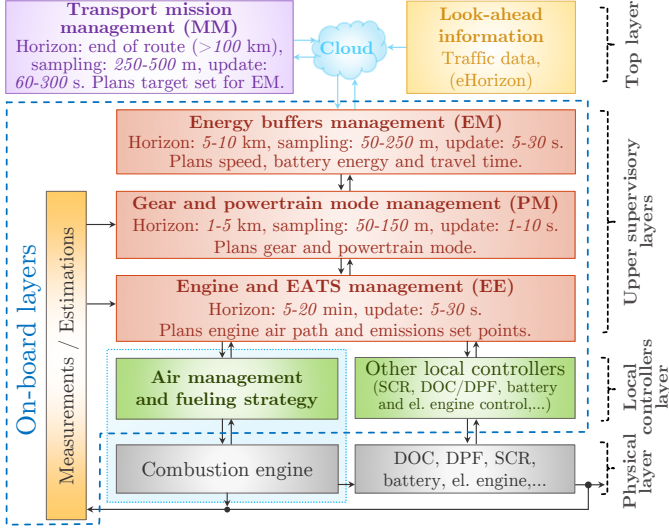 Transport mission
management (MM)
Horizon: end of route (>100 km),
sampling: 250-500 m, update:
60-300 s. Plans target set for EM.
Cloud
Look-ahead
information
Traffic data,
(eHorizon)
Top layer
Energy buffers management (EM)
Horizon: 5-10 km, sampling: 50-250 m, update: 5-30 s.
Plans speed, battery energy and travel time.
Gear and powertrain mode management (PM)
Horizon: 1-5 km, sampling: 50-150 m, update: 1-10 s.
Plans gear and powertrain mode.
Engine and EATS management (EE)
Horizon: 5-20 min, update: 5-30 s.
Plans engine air path and emissions set points.
Upper supervisory
layers
On-board layers
Measurements / Estimations
Air management
and fueling strategy
Other local controllers
(SCR, DOC/DPF, battery
and el. engine control,...)
Local controllers
layer
Combustion engine
DOC, DPF, SCR,
battery, el. engine,...
Physical
layer